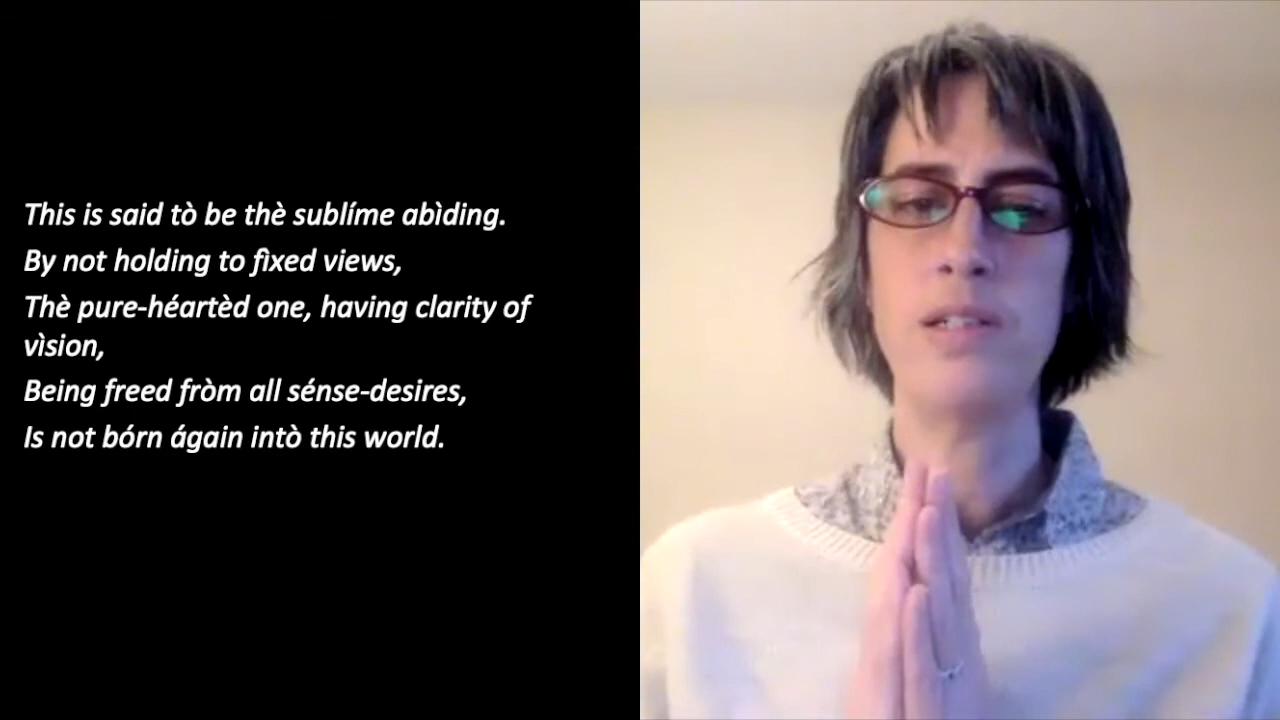 This is said tò be thè sublíme abìding.
By not holding to fìxed views,
Thè pure-héartèd one, having clarity of
vìsion,
Being freed fròm all sénse-desires,
Is not bórn ágain intò this world.